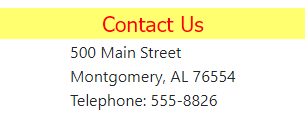 Contact Us
500 Main Street
Montgomery, AL 76554
Telephone: 555-8826